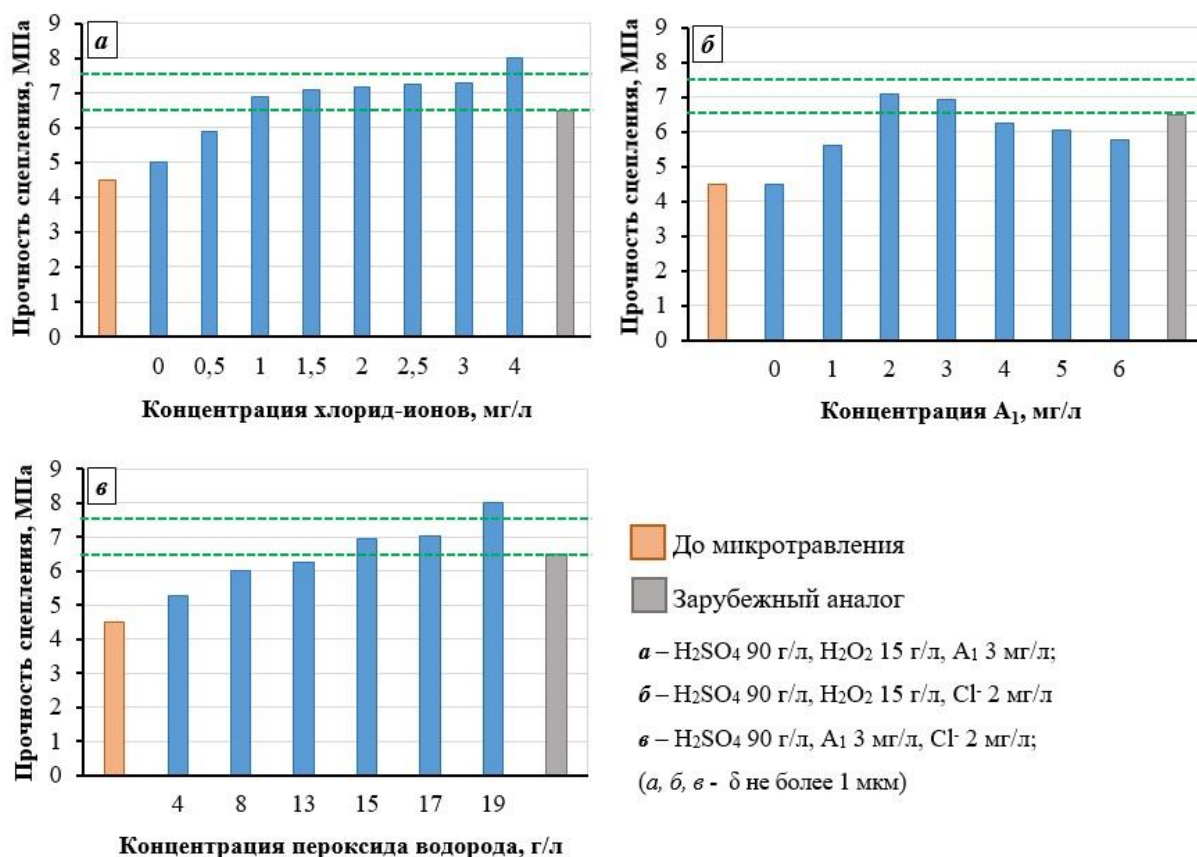 а
Прочность сцепления, МПа
9
8
7
6
5
4
3
2
1
0
0 0,5 1 1,5 2 2,5 3 4
Концентрация хлорид-ионов, мг/л
б
Прочность сцепления, МПа
9
8
7
6
5
4
3
2
1
0
0 1 2 3 4 5 6
Концентрация А₁, мг/л
в
Прочность сцепления, МПа
9
8
7
6
5
4
3
2
1
0
4 8 13 15 17 19
Концентрация пероксида водорода, г/л
До микротравления
Зарубежный аналог
а – H₂SO₄ 90 г/л, H₂O₂ 15 г/л, А₁ 3 мг/л;
б – H₂SO₄ 90 г/л, H₂O₂ 15 г/л, Cl⁻ 2 мг/л
в – H₂SO₄ 90 г/л, А₁ 3 мг/л, Cl⁻ 2 мг/л;
(а, б, в - δ не более 1 мкм)